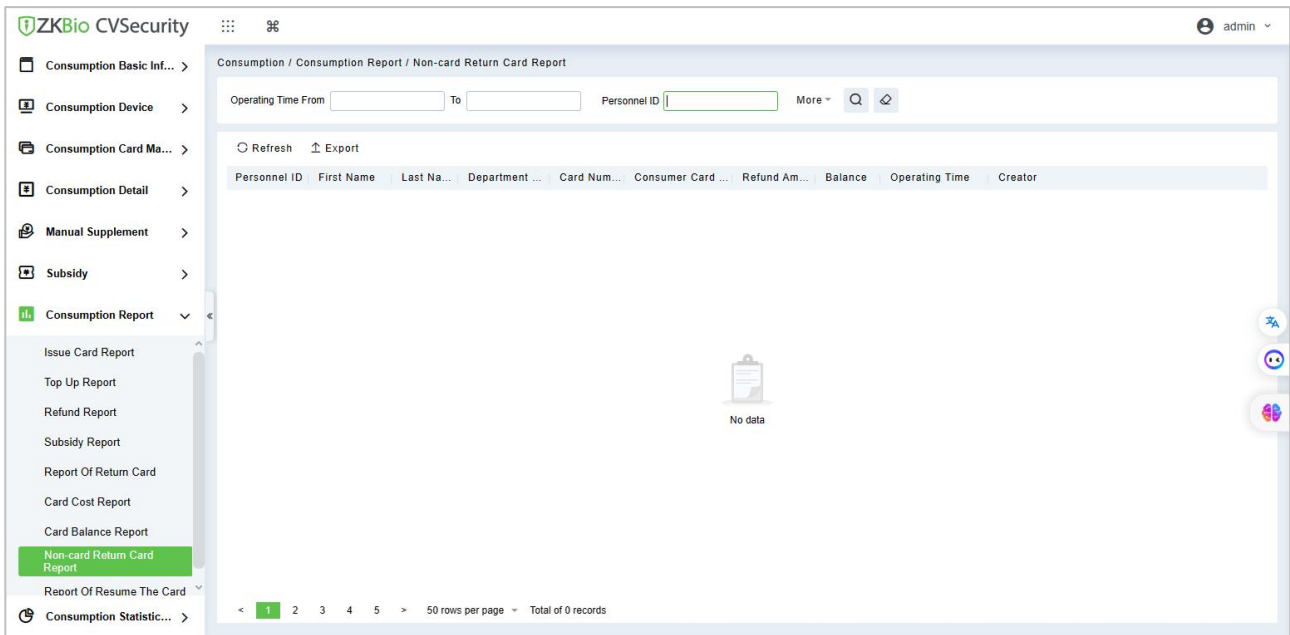 ZKBio CVSecurity
admin
Consumption Basic Inf...
Consumption Device
Consumption Card Ma...
Consumption Detail
Manual Supplement
Subsidy
Consumption Report
Issue Card Report
Top Up Report
Refund Report
Subsidy Report
Report Of Return Card
Card Cost Report
Card Balance Report
Non-card Return Card
Report
Report Of Resume The Card
Consumption Statistic...
Consumption / Consumption Report / Non-card Return Card Report
Operating Time From To Personnel ID More
Refresh Export
Personnel ID First Name Last Na... Department ... Card Num... Consumer Card ... Refund Am... Balance Operating Time Creator
No data
< 1 2 3 4 5 > 50 rows per page Total of 0 records